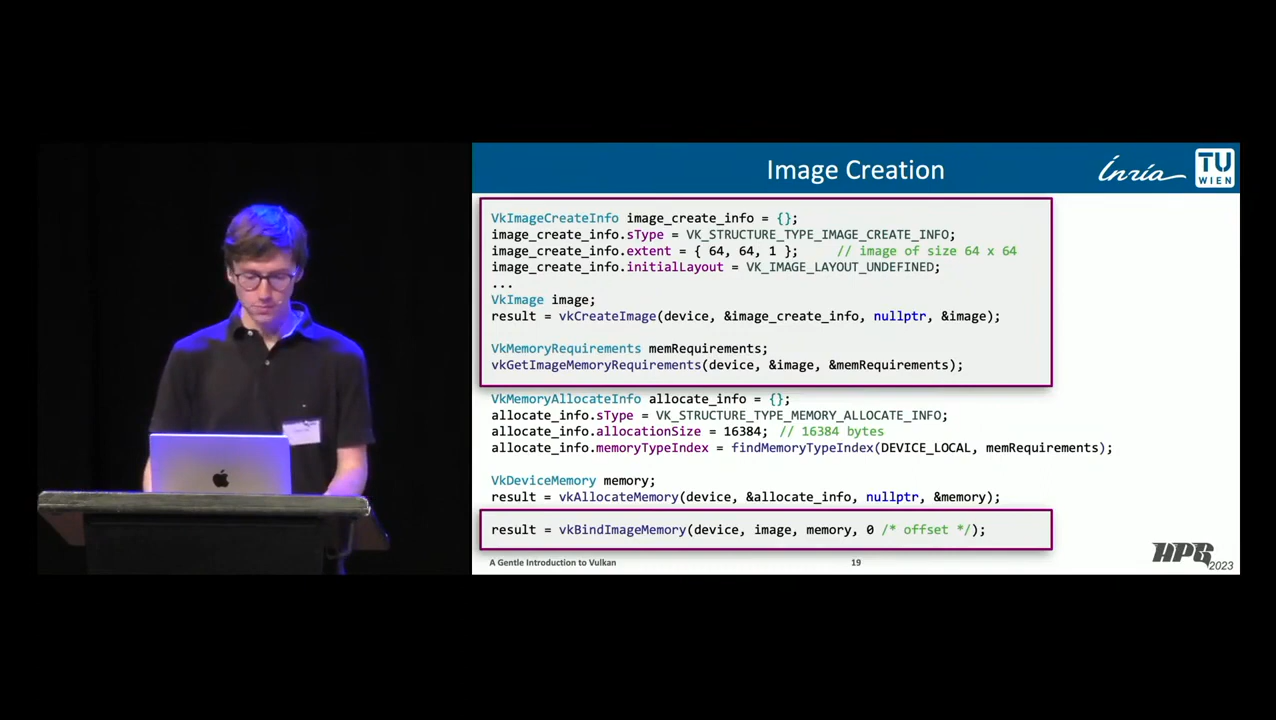 Image Creation
Inria
TU
WIEN
VkImageCreateInfo image_create_info = {};
image_create_info.sType = VK_STRUCTURE_TYPE_IMAGE_CREATE_INFO;
image_create_info.extent = { 64, 64, 1 };     // image of size 64 x 64
image_create_info.initialLayout = VK_IMAGE_LAYOUT_UNDEFINED;
...
VkImage image;
result = vkCreateImage(device, &image_create_info, nullptr, &image);
VkMemoryRequirements memRequirements;
vkGetImageMemoryRequirements(device, &image, &memRequirements);
VkMemoryAllocateInfo allocate_info = {};
allocate_info.sType = VK_STRUCTURE_TYPE_MEMORY_ALLOCATE_INFO;
allocate_info.allocationSize = 16384; // 16384 bytes
allocate_info.memoryTypeIndex = findMemoryTypeIndex(DEVICE_LOCAL, memRequirements);
VkDeviceMemory memory;
result = vkAllocateMemory(device, &allocate_info, nullptr, &memory);
result = vkBindImageMemory(device, image, memory, 0 /* offset */);
A Gentle Introduction to Vulkan
19
HPG 2023